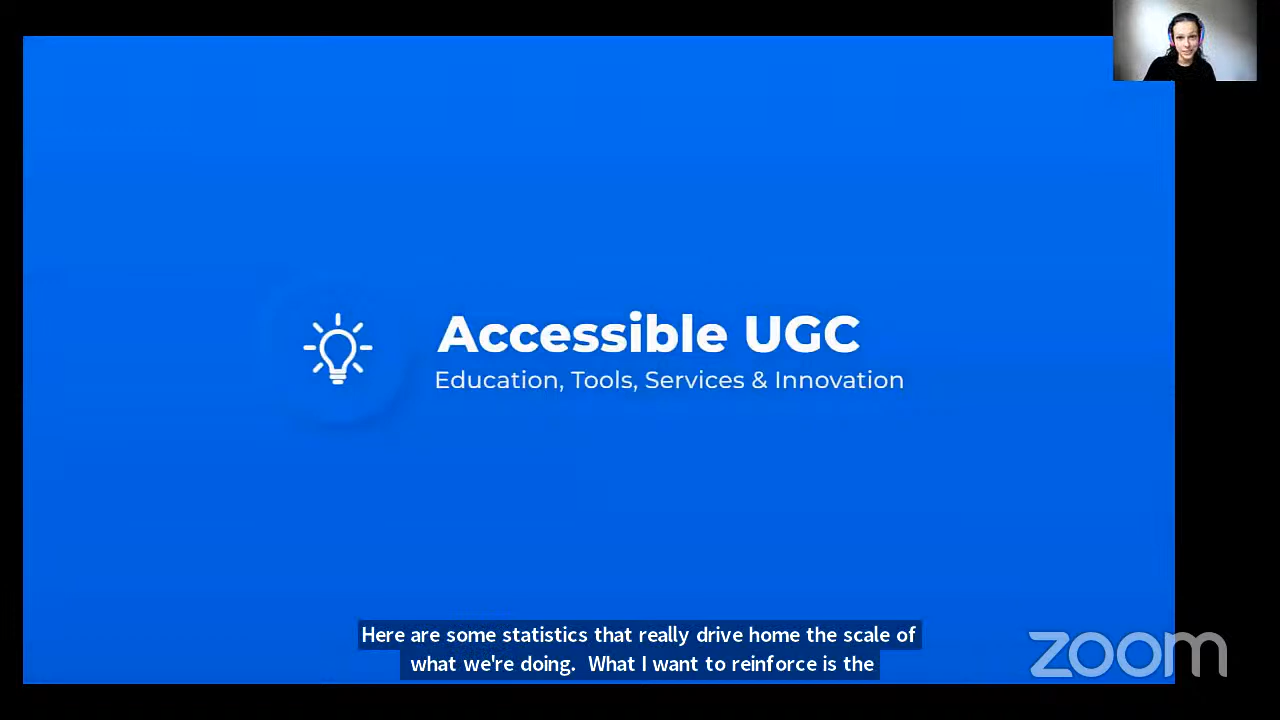 Accessible UGC
Education, Tools, Services & Innovation
Here are some statistics that really drive home the scale of
what we're doing.  What I want to reinforce is the
zoom